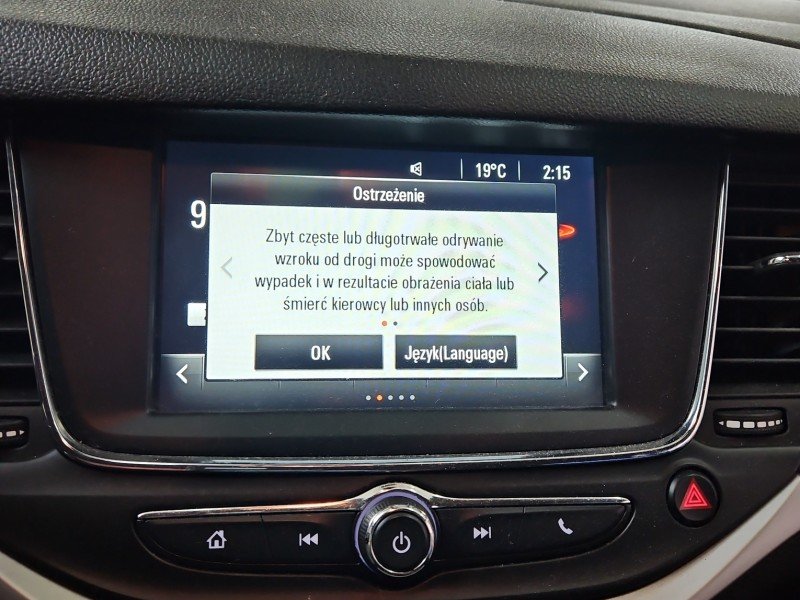 19°C
2:15
Ostrzeżenie
9
Zbyt częste lub długotrwałe odrywanie
wzroku od drogi może spowodować
wypadek i w rezultacie obrażenia ciała lub
śmierć kierowcy lub innych osób.
OK
Język(Language)